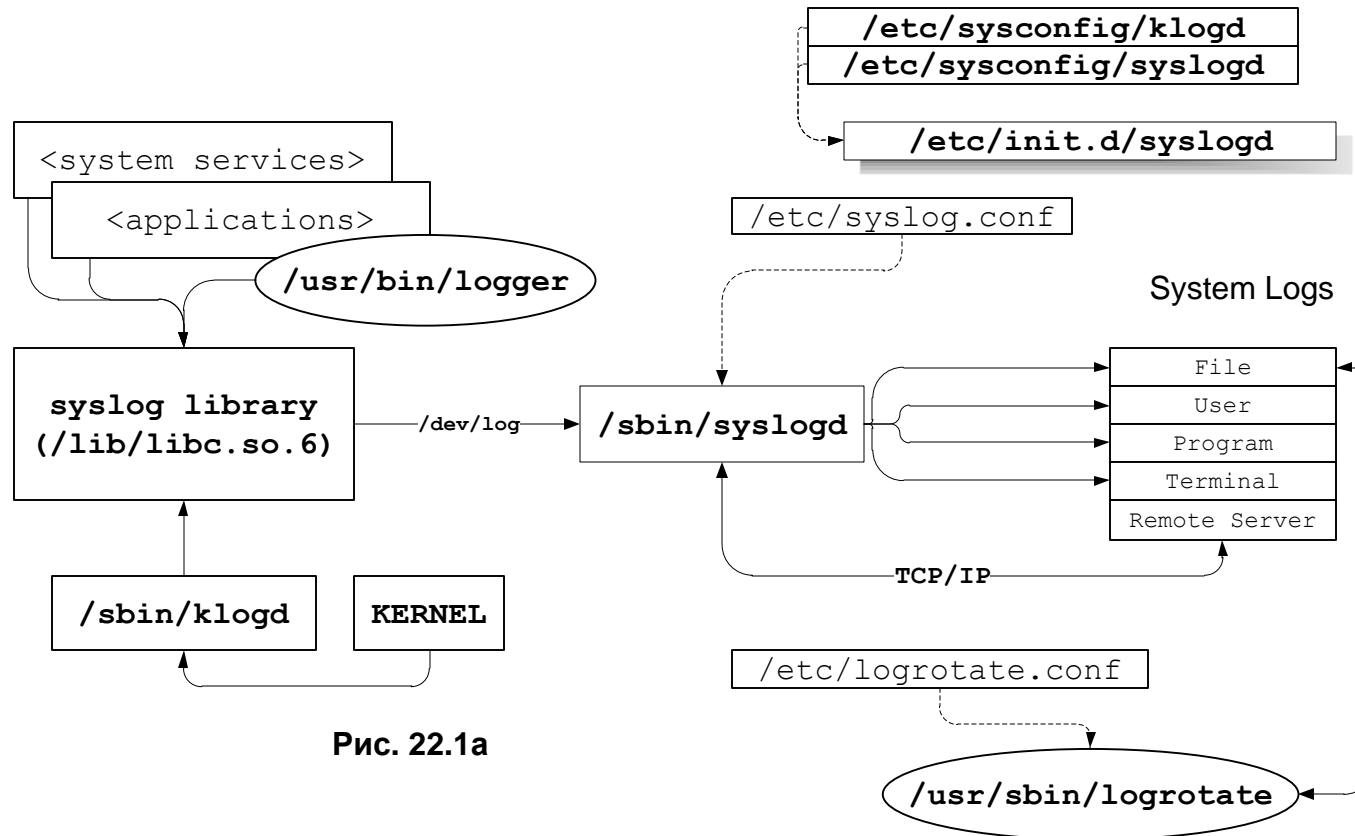 /etc/sysconfig/klogd
/etc/sysconfig/syslogd
/etc/init.d/syslogd
<system services>
<applications>
/usr/bin/logger
/etc/syslog.conf
System Logs
syslog library
(/lib/libc.so.6)
/dev/log
/sbin/syslogd
File
User
Program
Terminal
Remote Server
TCP/IP
/sbin/klogd
KERNEL
/etc/logrotate.conf
Рис. 22.1а
/usr/sbin/logrotate